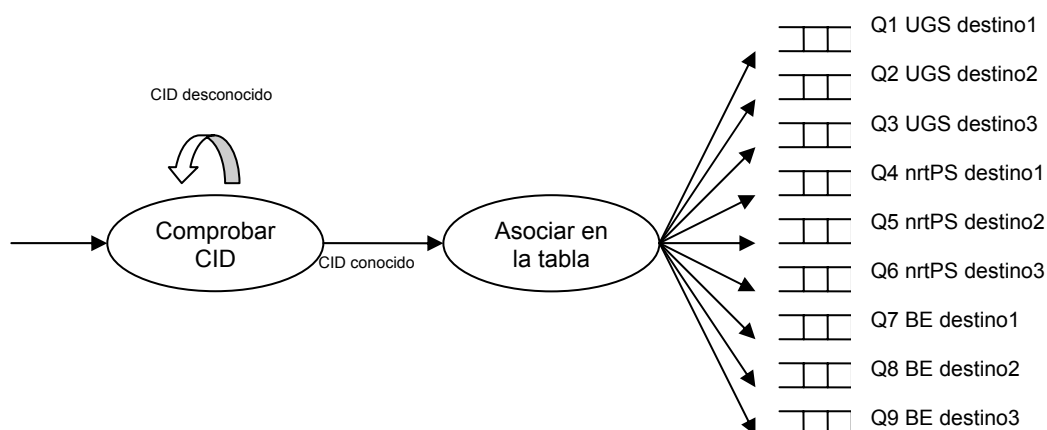 Q1 UGS destino1
Q2 UGS destino2
CID desconocido
Q3 UGS destino3
Q4 nrtPS destino1
Comprobar
CID
CID conocido
Asociar en
la tabla
Q5 nrtPS destino2
Q6 nrtPS destino3
Q7 BE destino1
Q8 BE destino2
Q9 BE destino3